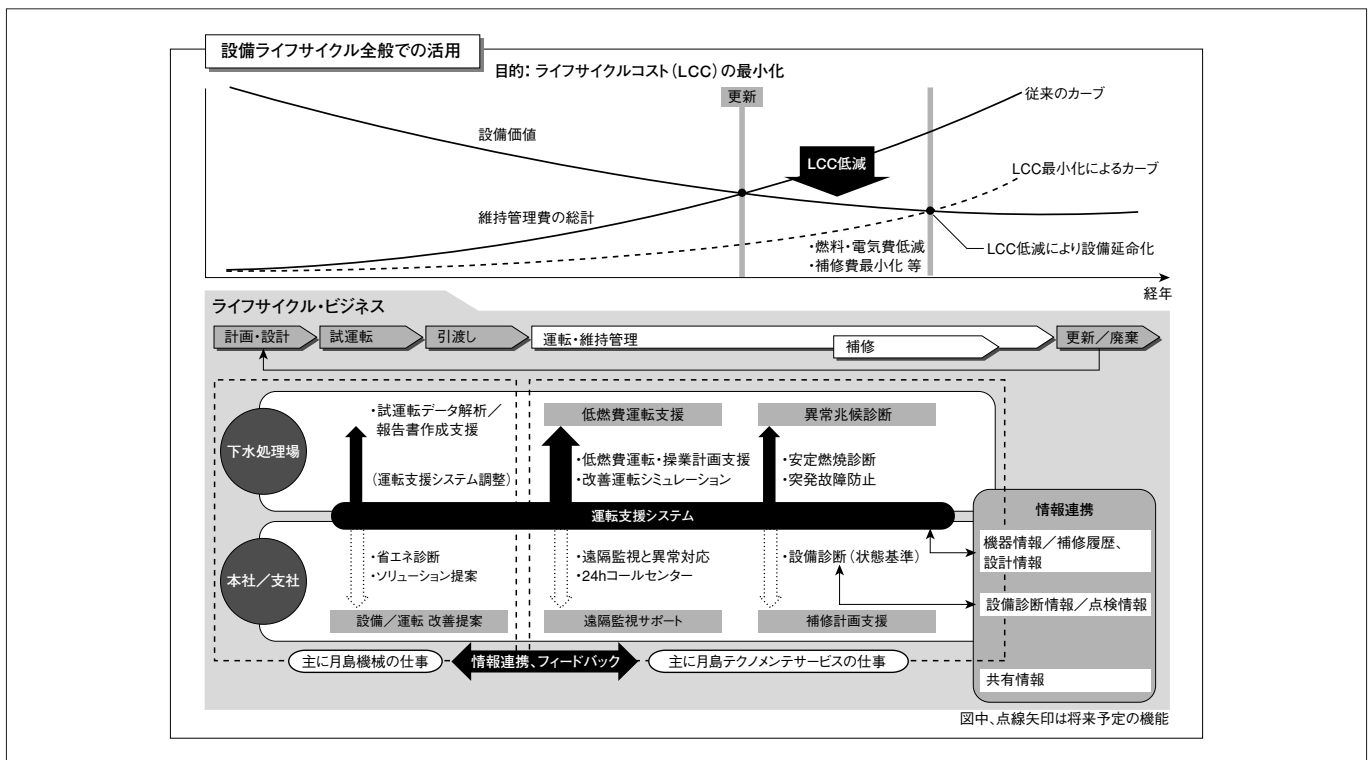 設備ライフサイクル全般での活用
目的：ライフサイクルコスト（LCC）の最小化
更新
従来のカーブ
設備価値
LCC低減
LCC最小化によるカーブ
維持管理費の総計
・燃料・電気費低減
・補修費最小化 等
LCC低減により設備延命化
経年
ライフサイクル・ビジネス
計画・設計
試運転
引渡し
運転・維持管理
補修
更新／廃棄
下水処理場
・試運転データ解析／
報告書作成支援
（運転支援システム調整）
低燃費運転支援
・低燃費運転・操業計画支援
・改善運転シミュレーション
異常兆候診断
・安定燃焼診断
・突発故障防止
運転支援システム
本社／支社
・省エネ診断
・ソリューション提案
設備／運転 改善提案
・遠隔監視と異常対応
・24hコールセンター
遠隔監視サポート
・設備診断（状態基準）
補修計画支援
情報連携
機器情報／補修履歴、
設計情報
設備診断情報／点検情報
共有情報
主に月島機械の仕事
情報連携、フィードバック
主に月島テクノメンテサービスの仕事
図中、点線矢印は将来予定の機能